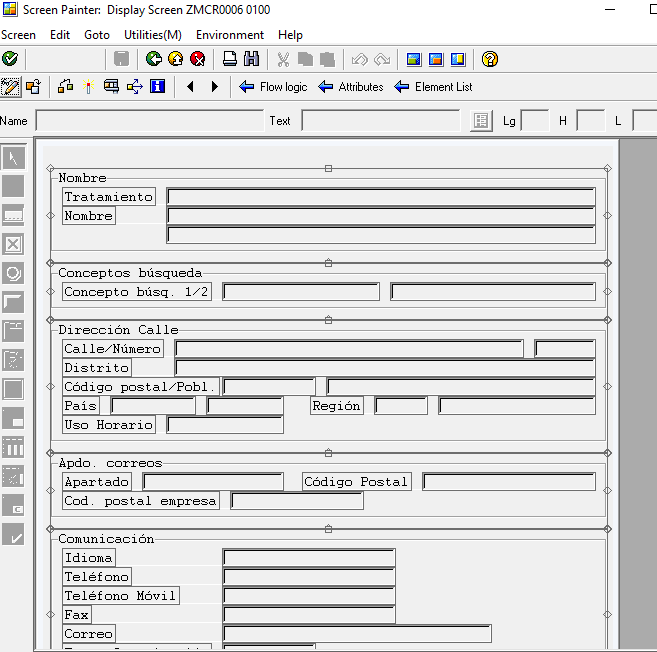 Screen Painter: Display Screen ZMCR0006 0100
Screen Edit Goto Utilities(M) Environment Help
Flow logic Attributes Element List
Name Text Lg H L
Nombre
Tratamiento
Nombre
Conceptos búsqueda
Concepto búsq. 1/2
Dirección Calle
Calle/Número
Distrito
Código postal/Pobl.
País Región
Uso Horario
Apdo. correos
Apartado Código Postal
Cod. postal empresa
Comunicación
Idioma
Teléfono
Teléfono Móvil
Fax
Correo